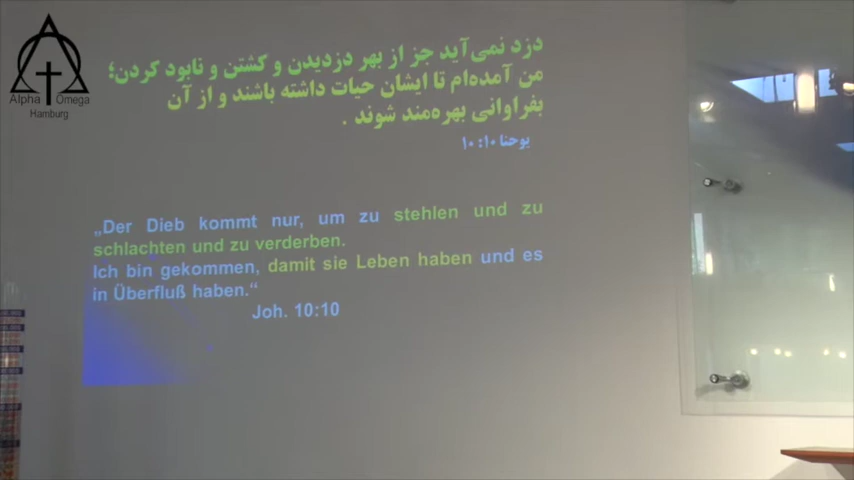 Alpha Omega
Hamburg
دزد نمی‌آید جز از بهر دزدیدن و کشتن و نابود کردن؛
من آمده‌ام تا ایشان حیات داشته باشند و از آن
بفراوانی بهره‌مند شوند .
یوحنا ۱۰:۱۰
„Der Dieb kommt nur, um zu stehlen und zu
schlachten und zu verderben.
Ich bin gekommen, damit sie Leben haben und es
in Überfluß haben.“
Joh. 10:10